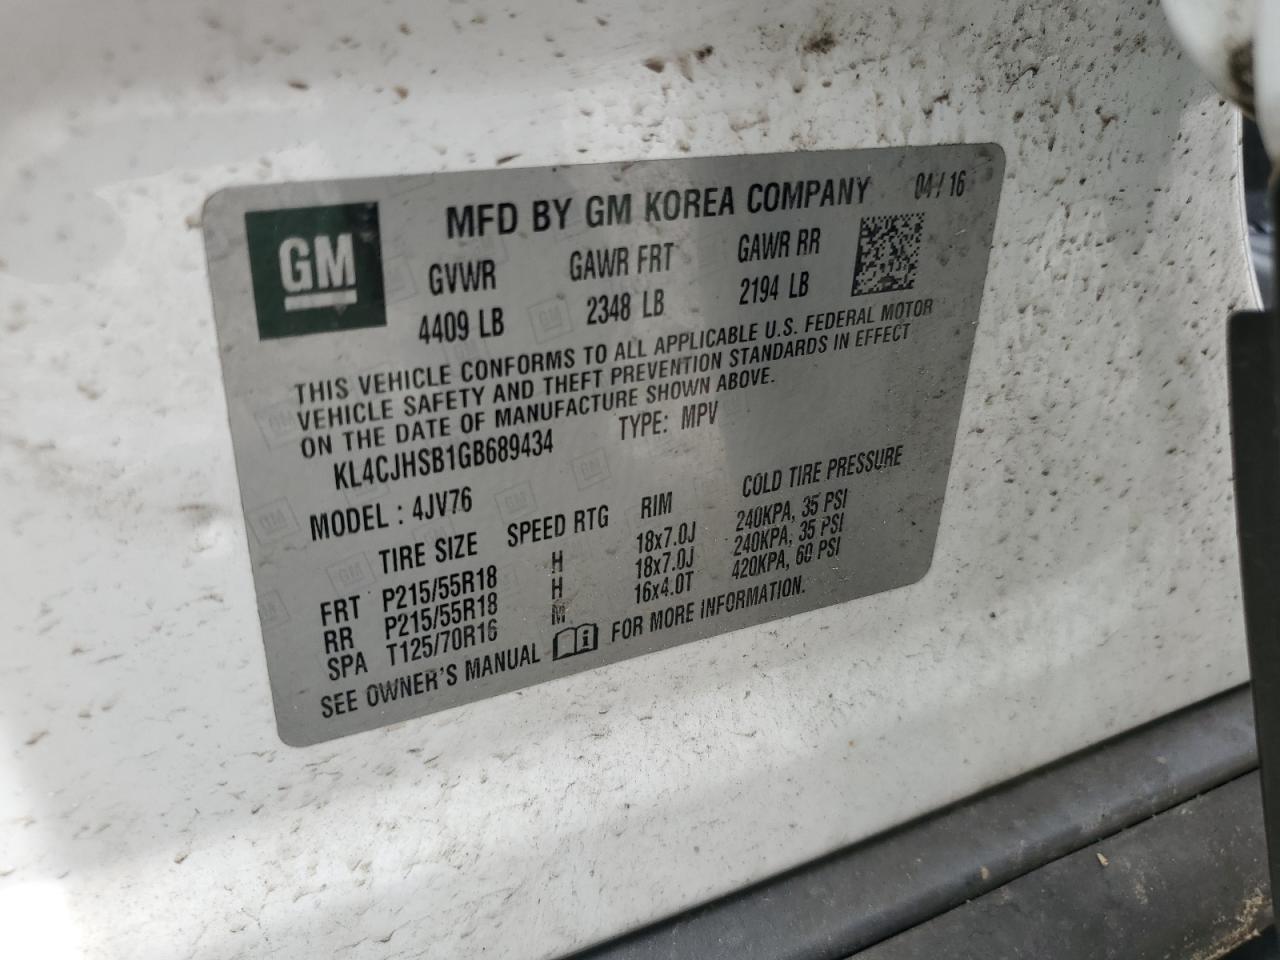 GM
MFD BY GM KOREA COMPANY 04/16
GVWR GAWR FRT GAWR RR
4409 LB 2348 LB 2194 LB
THIS VEHICLE CONFORMS TO ALL APPLICABLE U.S. FEDERAL MOTOR
VEHICLE SAFETY AND THEFT PREVENTION STANDARDS IN EFFECT
ON THE DATE OF MANUFACTURE SHOWN ABOVE.
KL4CJHSB1GB689434 TYPE: MPV
MODEL : 4JV76
TIRE SIZE SPEED RTG RIM COLD TIRE PRESSURE
FRT P215/55R18 H 18x7.0J 240KPA, 35 PSI
RR P215/55R18 H 18x7.0J 240KPA, 35 PSI
SPA T125/70R16 M 16x4.0T 420KPA, 60 PSI
SEE OWNER'S MANUAL FOR MORE INFORMATION.